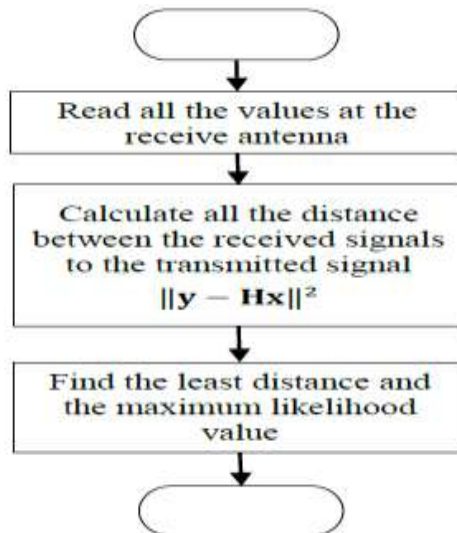 Read all the values at the
receive antenna
Calculate all the distance
between the received signals
to the transmitted signal
‖𝐲 − 𝐇𝐱‖²
Find the least distance and
the maximum likelihood
value